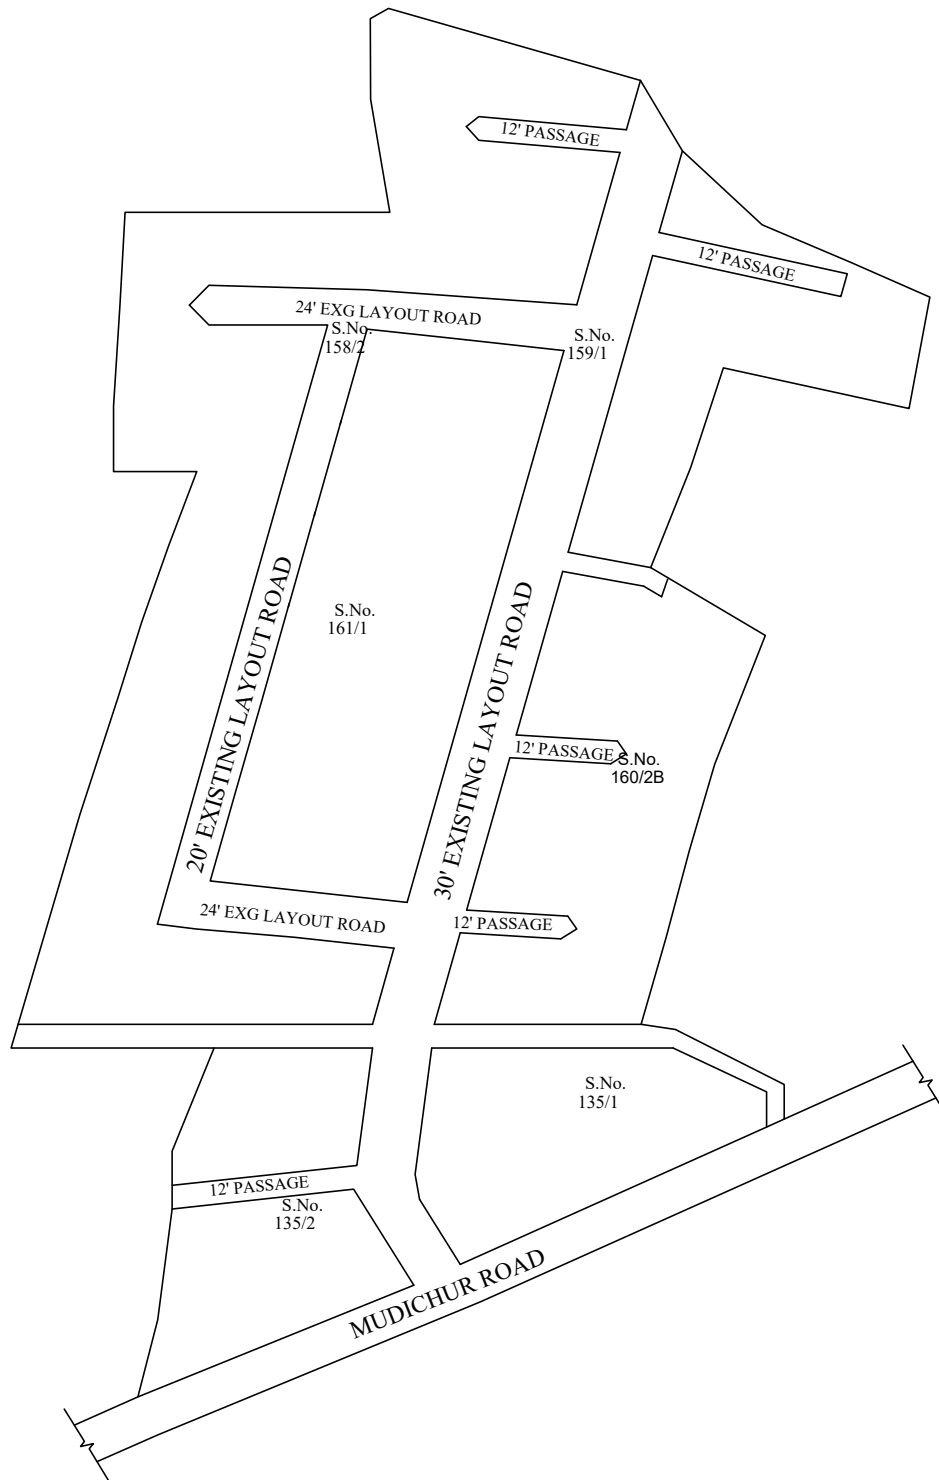 12' PASSAGE
12' PASSAGE
24' EXG LAYOUT ROAD
S.No.
158/2
S.No.
159/1
20' EXISTING LAYOUT ROAD
S.No.
161/1
30' EXISTING LAYOUT ROAD
12' PASSAGE
S.No.
160/2B
24' EXG LAYOUT ROAD
12' PASSAGE
S.No.
135/1
12' PASSAGE
S.No.
135/2
MUDICHUR ROAD